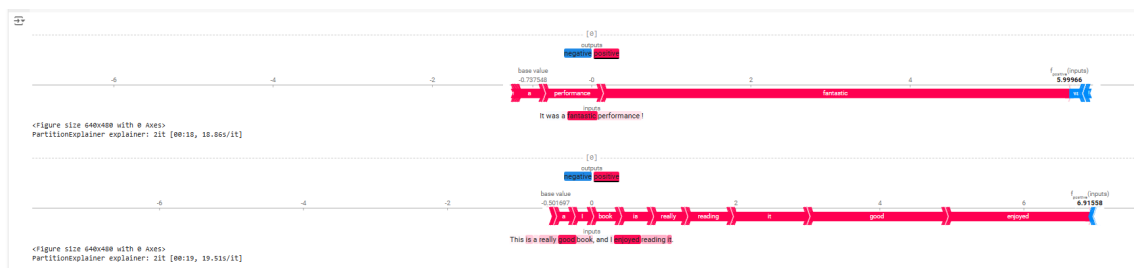 [0]
outputs
negative positive
base value
f positive(inputs)
-6 -4 -2 -0.737548 -0 2 4 5.99966
a performance fantastic
inputs
It was a fantastic performance !
<Figure size 640x480 with 0 Axes>
PartitionExplainer explainer: 2it [00:18, 18.86s/it]
[0]
outputs
negative positive
base value
f positive(inputs)
-6 -4 -2 -0.501697 0 2 4 6 6.91558
a I book is really reading it good enjoyed
inputs
This is a really good book, and I enjoyed reading it.
<Figure size 640x480 with 0 Axes>
PartitionExplainer explainer: 2it [00:19, 19.51s/it]